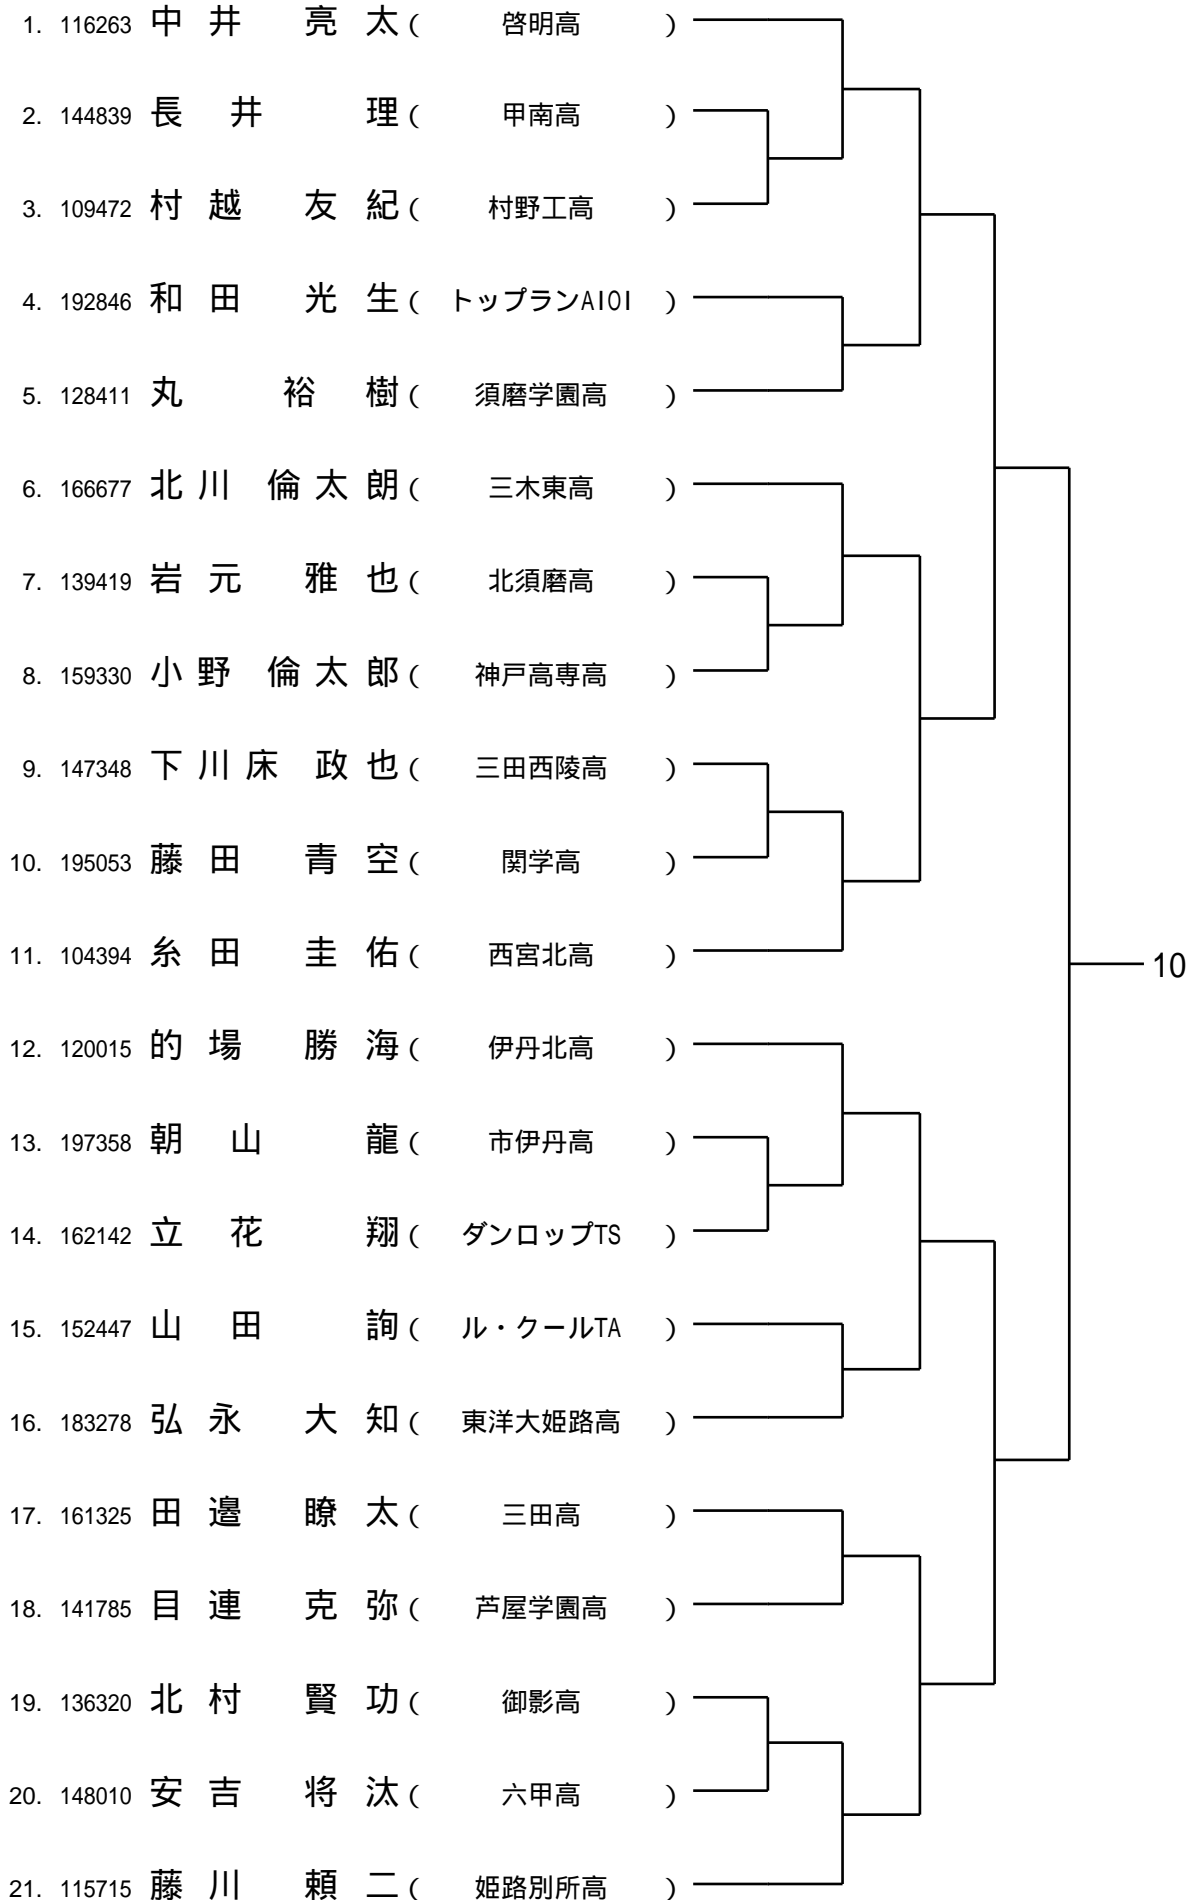 1. 116263 中井 亮太 ( 啓明高 )
2. 144839 長井 理 ( 甲南高 )
3. 109472 村越 友紀 ( 村野工高 )
4. 192846 和田 光生 ( トップランAIOI )
5. 128411 丸 裕樹 ( 須磨学園高 )
6. 166677 北川 倫太朗 ( 三木東高 )
7. 139419 岩元 雅也 ( 北須磨高 )
8. 159330 小野 倫太郎 ( 神戸高専高 )
9. 147348 下川床 政也 ( 三田西陵高 )
10. 195053 藤田 青空 ( 関学高 )
11. 104394 糸田 圭佑 ( 西宮北高 )
10
12. 120015 的場 勝海 ( 伊丹北高 )
13. 197358 朝山 龍 ( 市伊丹高 )
14. 162142 立花 翔 ( ダンロップTS )
15. 152447 山田 詢 ( ル・クールTA )
16. 183278 弘永 大知 ( 東洋大姫路高 )
17. 161325 田邉 瞭太 ( 三田高 )
18. 141785 目連 克弥 ( 芦屋学園高 )
19. 136320 北村 賢功 ( 御影高 )
20. 148010 安吉 将汰 ( 六甲高 )
21. 115715 藤川 頼二 ( 姫路別所高 )